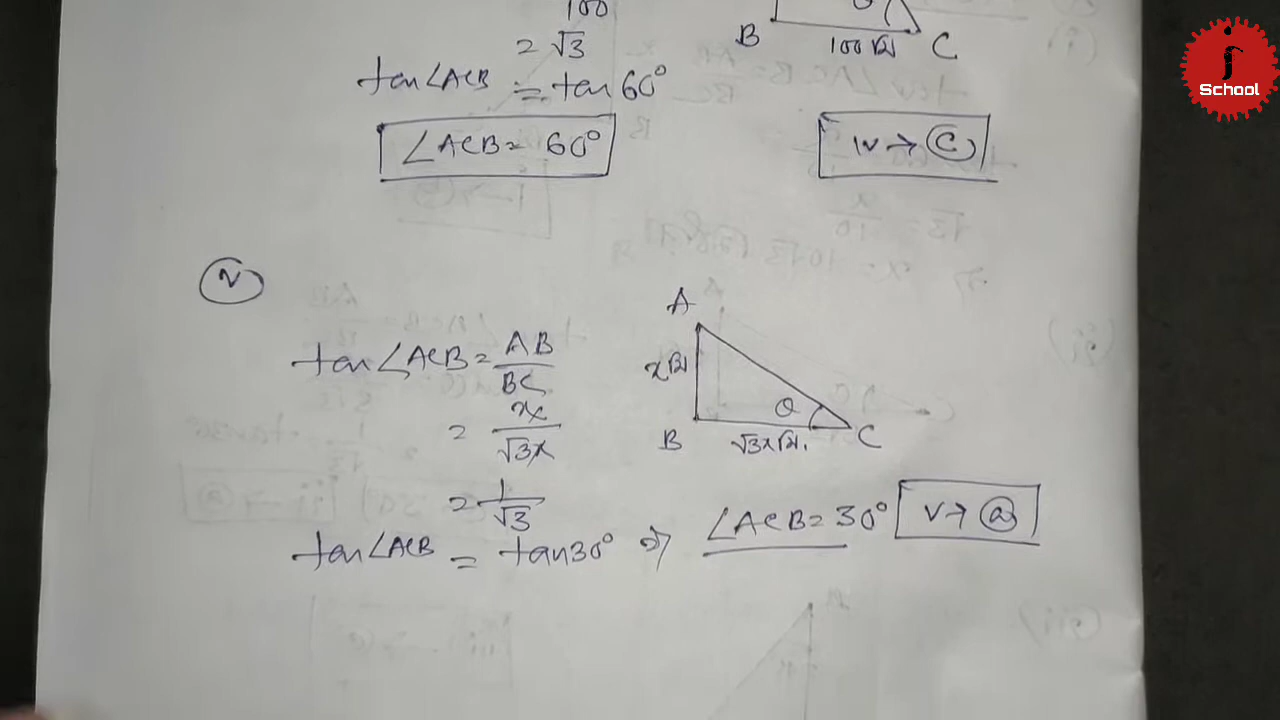 100
= √3
B 100 মি C
tan∠ACB = tan 60°
∠ACB = 60°
iv → ⓒ
School
v
A
tan∠ACB = AB/BC
x মি
= x/√3x
θ
B √3x মি. C
= 1/√3
tan∠ACB = tan30° ⇒ ∠ACB = 30°
v → ⓐ